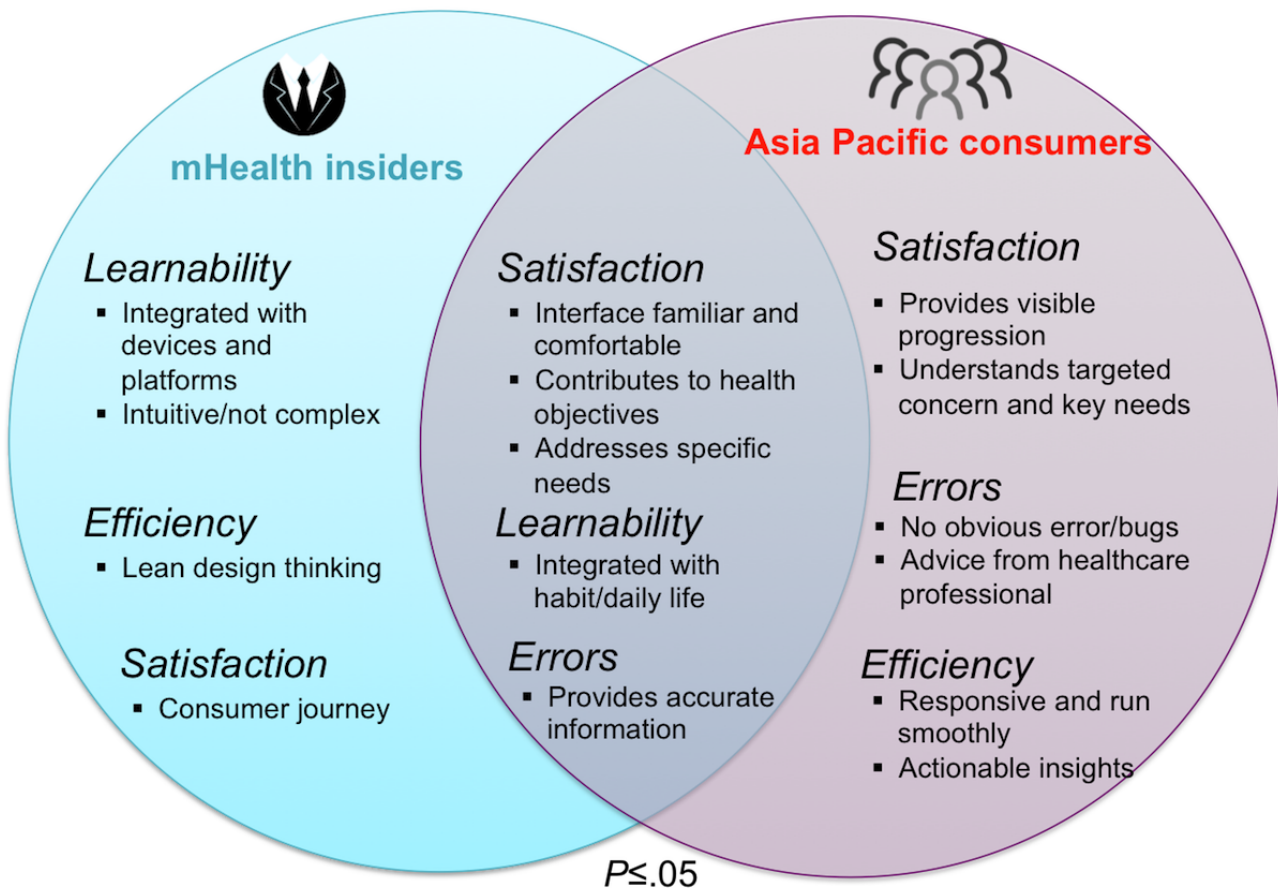 mHealth insiders
Learnability
▪ Integrated with
devices and
platforms
▪ Intuitive/not complex
Efficiency
▪ Lean design thinking
Satisfaction
▪ Consumer journey
Satisfaction
▪ Interface familiar and
comfortable
▪ Contributes to health
objectives
▪ Addresses specific
needs
Learnability
▪ Integrated with
habit/daily life
Errors
▪ Provides accurate
information
Asia Pacific consumers
Satisfaction
▪ Provides visible
progression
▪ Understands targeted
concern and key needs
Errors
▪ No obvious error/bugs
▪ Advice from healthcare
professional
Efficiency
▪ Responsive and run
smoothly
▪ Actionable insights
P≤.05